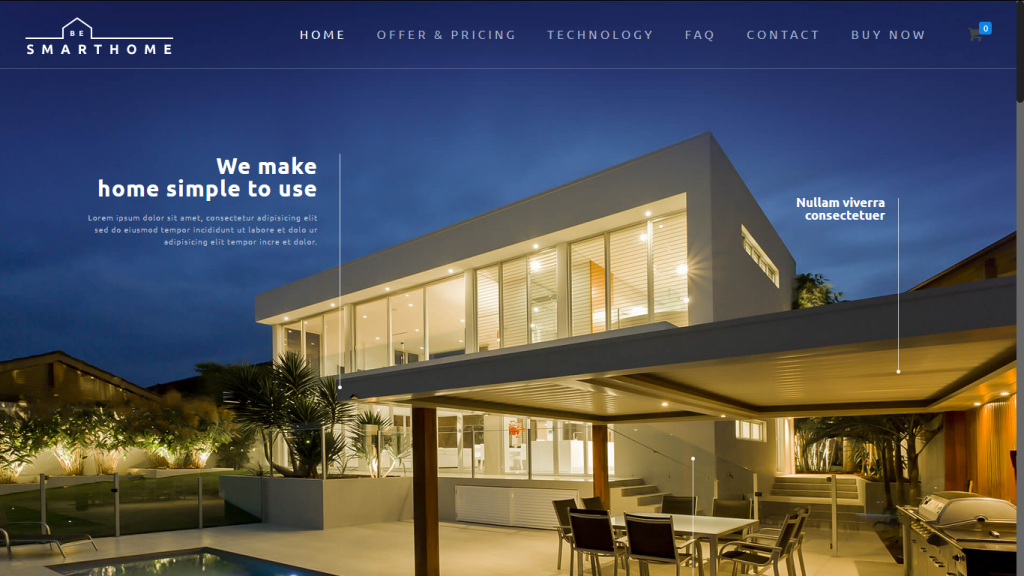 BE
SMARTHOME
HOME OFFER & PRICING TECHNOLOGY FAQ CONTACT BUY NOW 0
We make
home simple to use
Lorem ipsum dolor sit amet, consectetur adipisicing elit
sed do eiusmod tempor incididunt ut labore et dolo ur
adipisicing elit tempor incre et dolor.
Nullam viverra
consectetuer